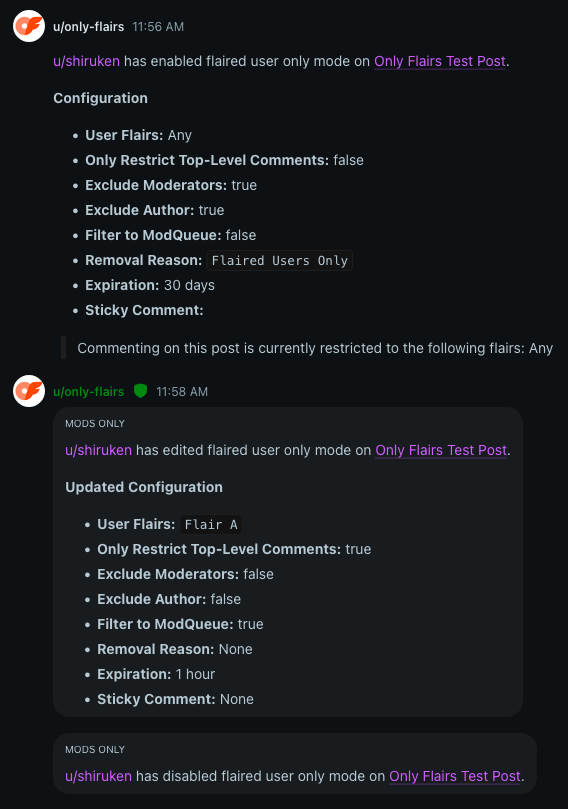 u/only-flairs 11:56 AM
u/shiruken has enabled flaired user only mode on Only Flairs Test Post.
Configuration
• User Flairs: Any
• Only Restrict Top-Level Comments: false
• Exclude Moderators: true
• Exclude Author: true
• Filter to ModQueue: false
• Removal Reason: Flaired Users Only
• Expiration: 30 days
• Sticky Comment:
Commenting on this post is currently restricted to the following flairs: Any
u/only-flairs 11:58 AM
MODS ONLY
u/shiruken has edited flaired user only mode on Only Flairs Test Post.
Updated Configuration
• User Flairs: Flair A
• Only Restrict Top-Level Comments: true
• Exclude Moderators: false
• Exclude Author: false
• Filter to ModQueue: true
• Removal Reason: None
• Expiration: 1 hour
• Sticky Comment: None
MODS ONLY
u/shiruken has disabled flaired user only mode on Only Flairs Test Post.